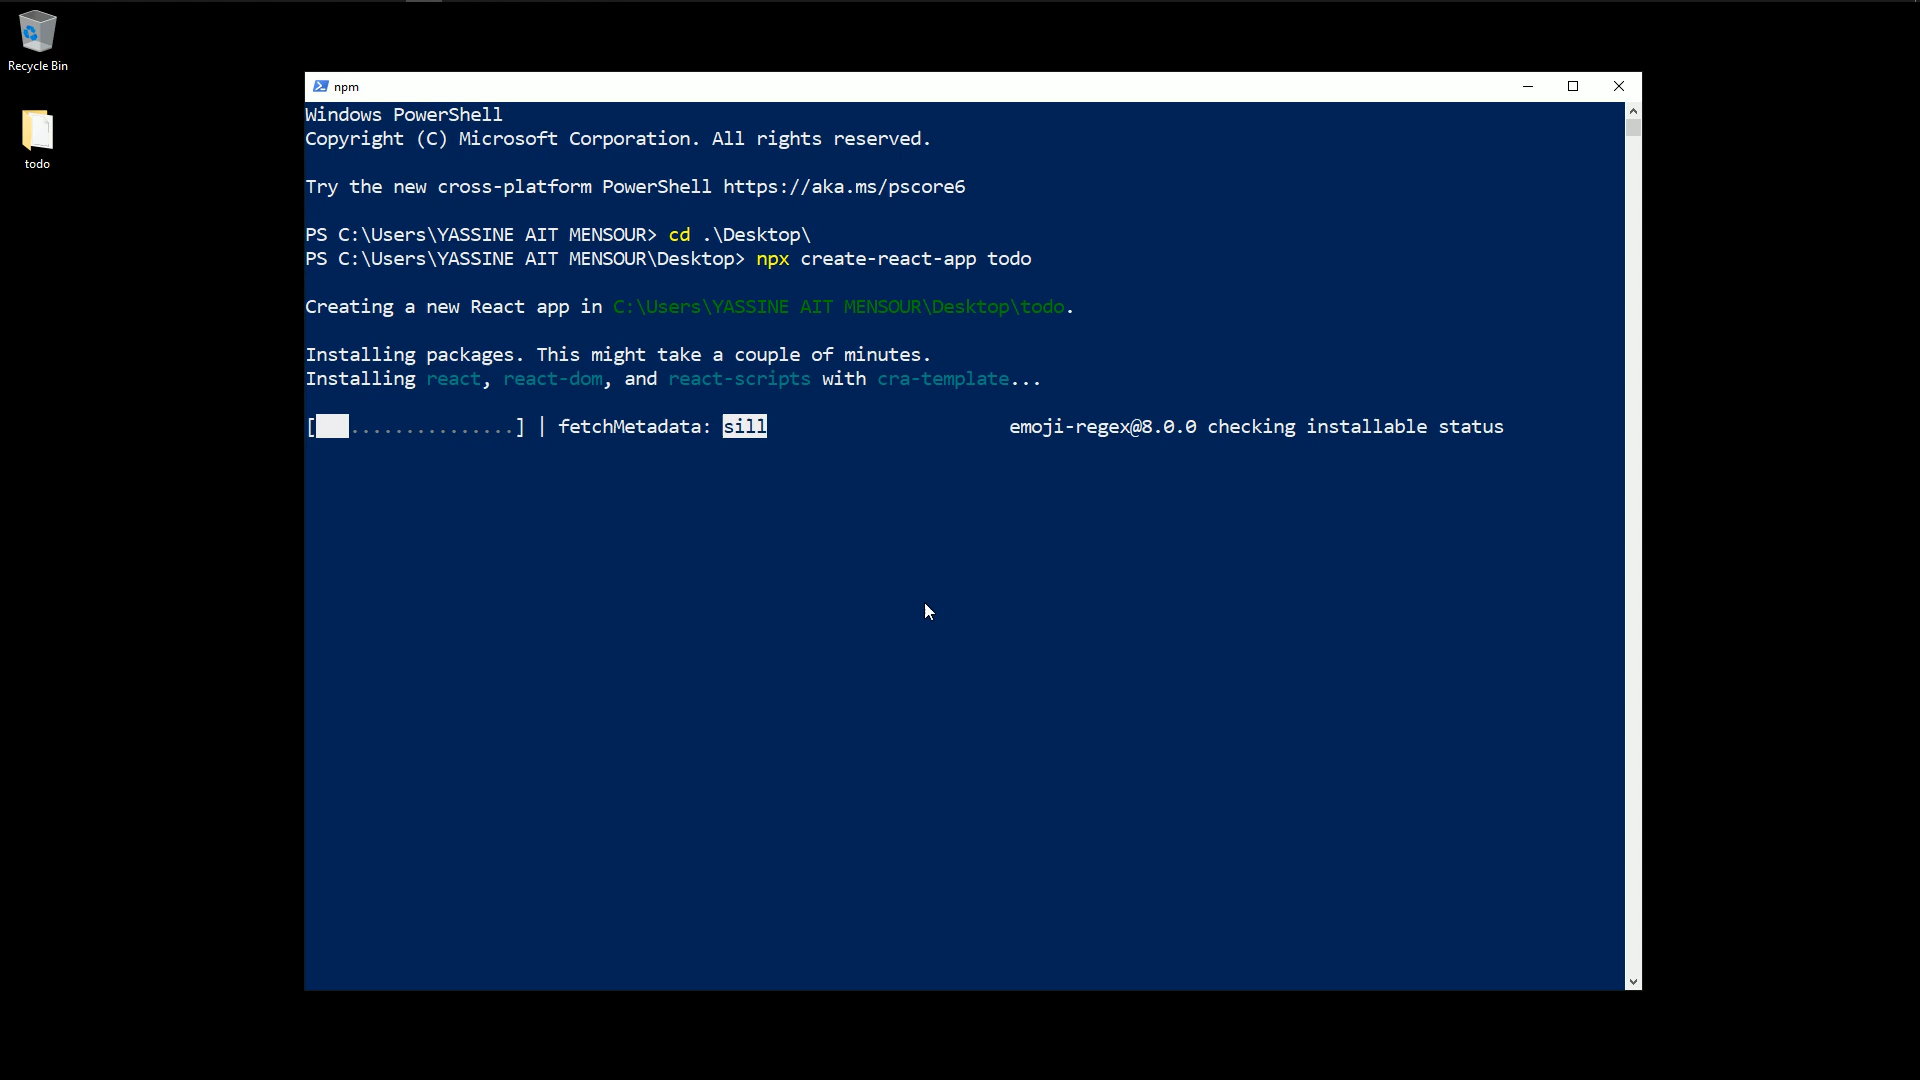 Recycle Bin
todo
npm
Windows PowerShell
Copyright (C) Microsoft Corporation. All rights reserved.
Try the new cross-platform PowerShell https://aka.ms/pscore6
PS C:\Users\YASSINE AIT MENSOUR> cd .\Desktop\
PS C:\Users\YASSINE AIT MENSOUR\Desktop> npx create-react-app todo
Creating a new React app in C:\Users\YASSINE AIT MENSOUR\Desktop\todo.
Installing packages. This might take a couple of minutes.
Installing react, react-dom, and react-scripts with cra-template...
[   ...............] | fetchMetadata: sill emoji-regex@8.0.0 checking installable status